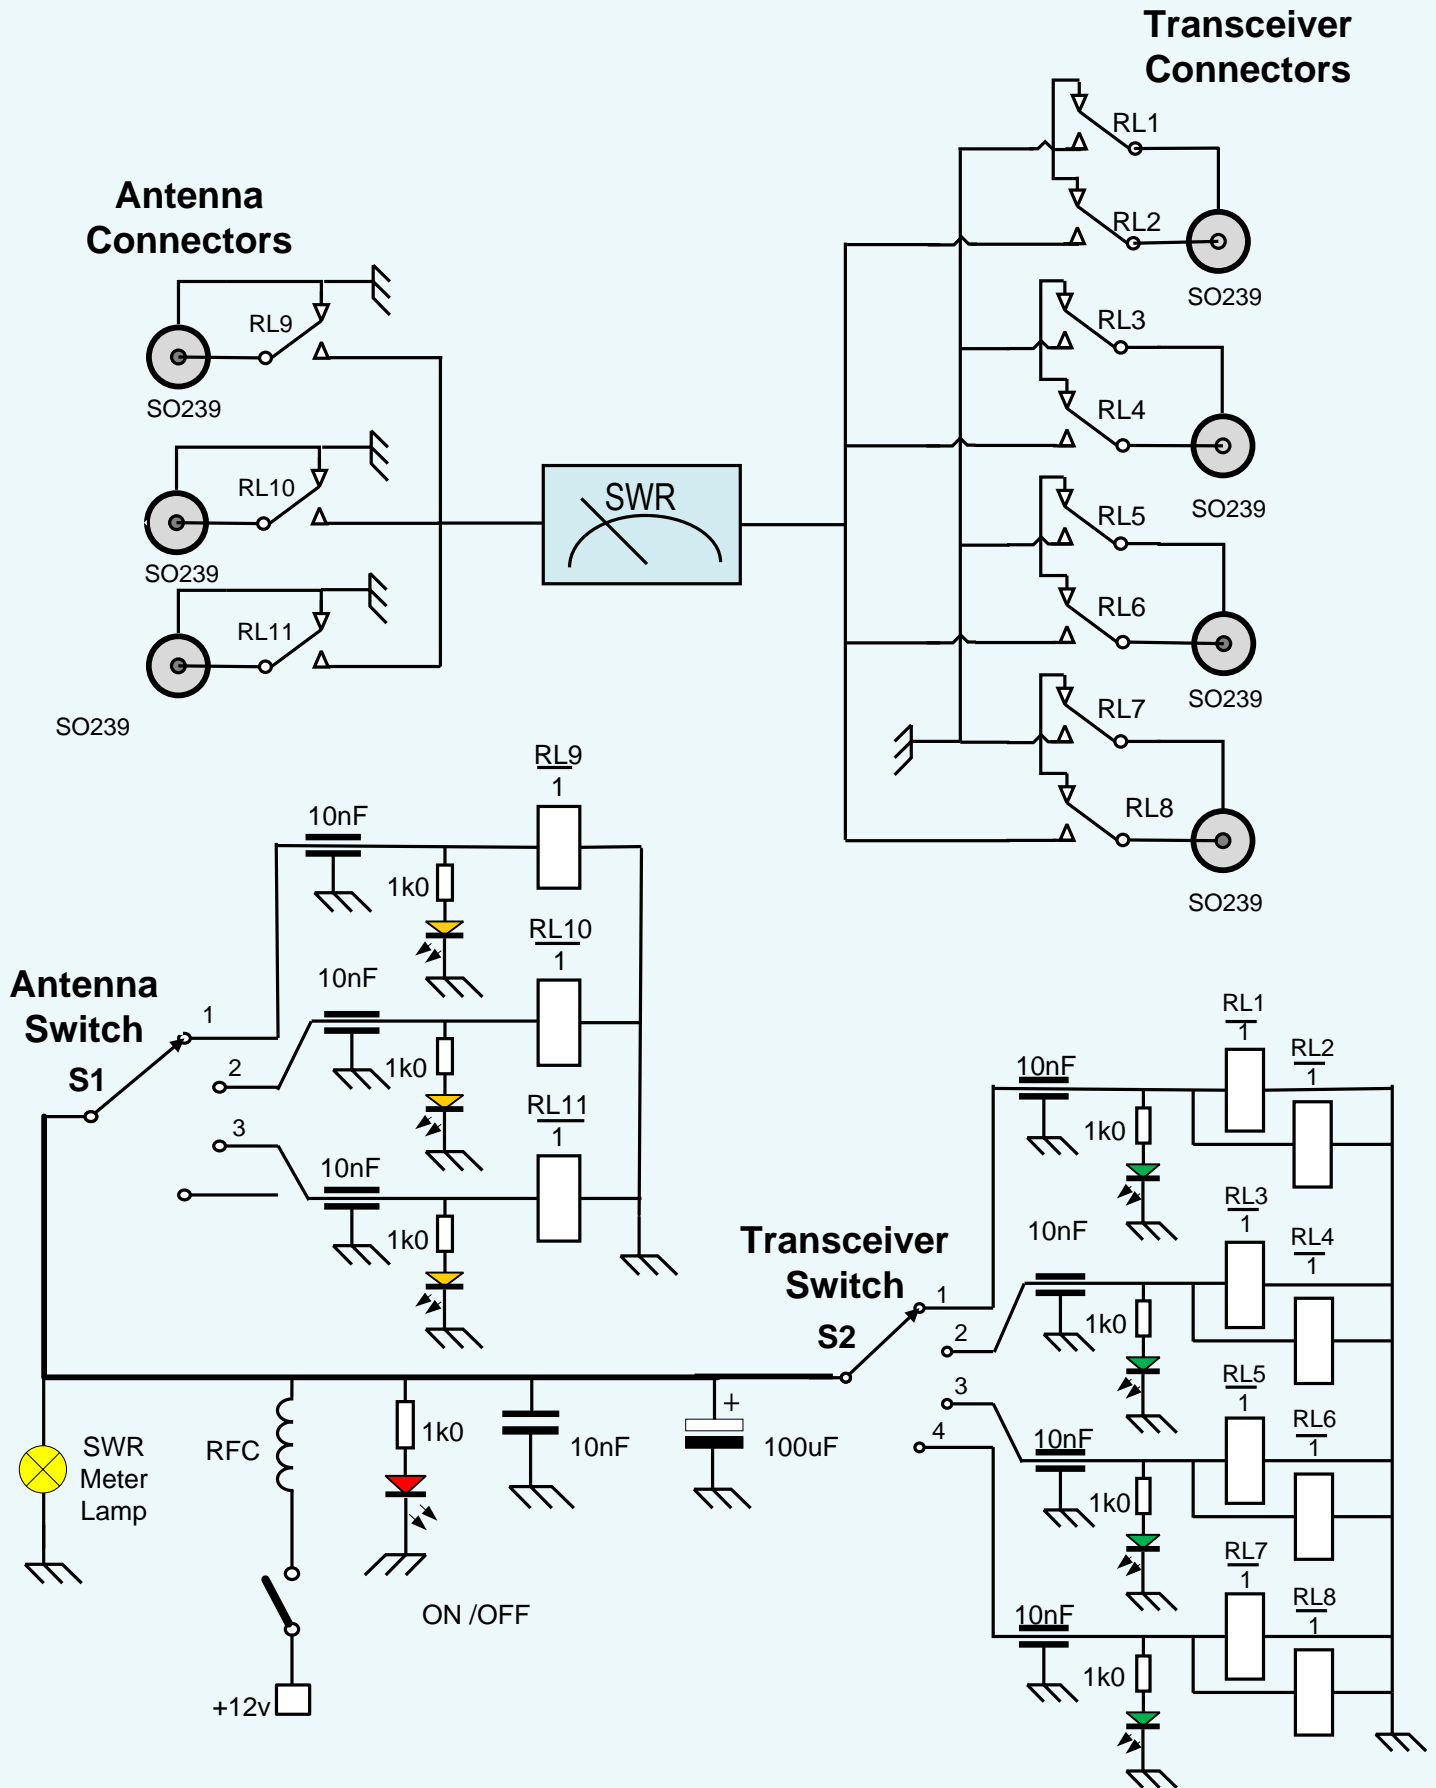 Transceiver
Connectors
RL1
RL2
SO239
Antenna
Connectors
RL9
SO239
RL3
RL4
SO239
RL10
SO239
SWR
RL5
RL6
SO239
RL11
SO239
RL7
RL8
SO239
RL9
1
10nF
1k0
RL10
1
10nF
1k0
RL11
1
10nF
1k0
Antenna
Switch
S1
1
2
3
Transceiver
Switch
S2
1
2
3
4
RL1
1
RL2
1
10nF
1k0
RL3
1
RL4
1
10nF
1k0
RL5
1
RL6
1
10nF
1k0
RL7
1
RL8
1
10nF
1k0
SWR
Meter
Lamp
RFC
1k0
10nF
+
100uF
ON /OFF
+12v